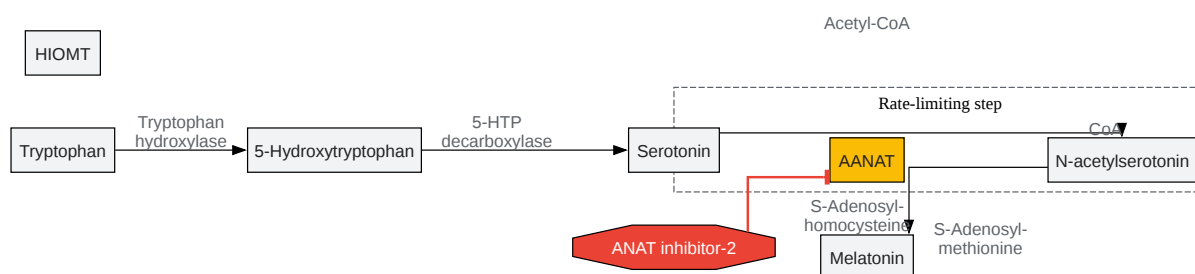 Acetyl-CoA
HIOMT
Rate-limiting step
Tryptophan
Tryptophan
hydroxylase
5-Hydroxytryptophan
5-HTP
decarboxylase
Serotonin
AANAT
CoA
N-acetylserotonin
S-Adenosyl-
homocysteine
S-Adenosyl-
methionine
ANAT inhibitor-2
Melatonin